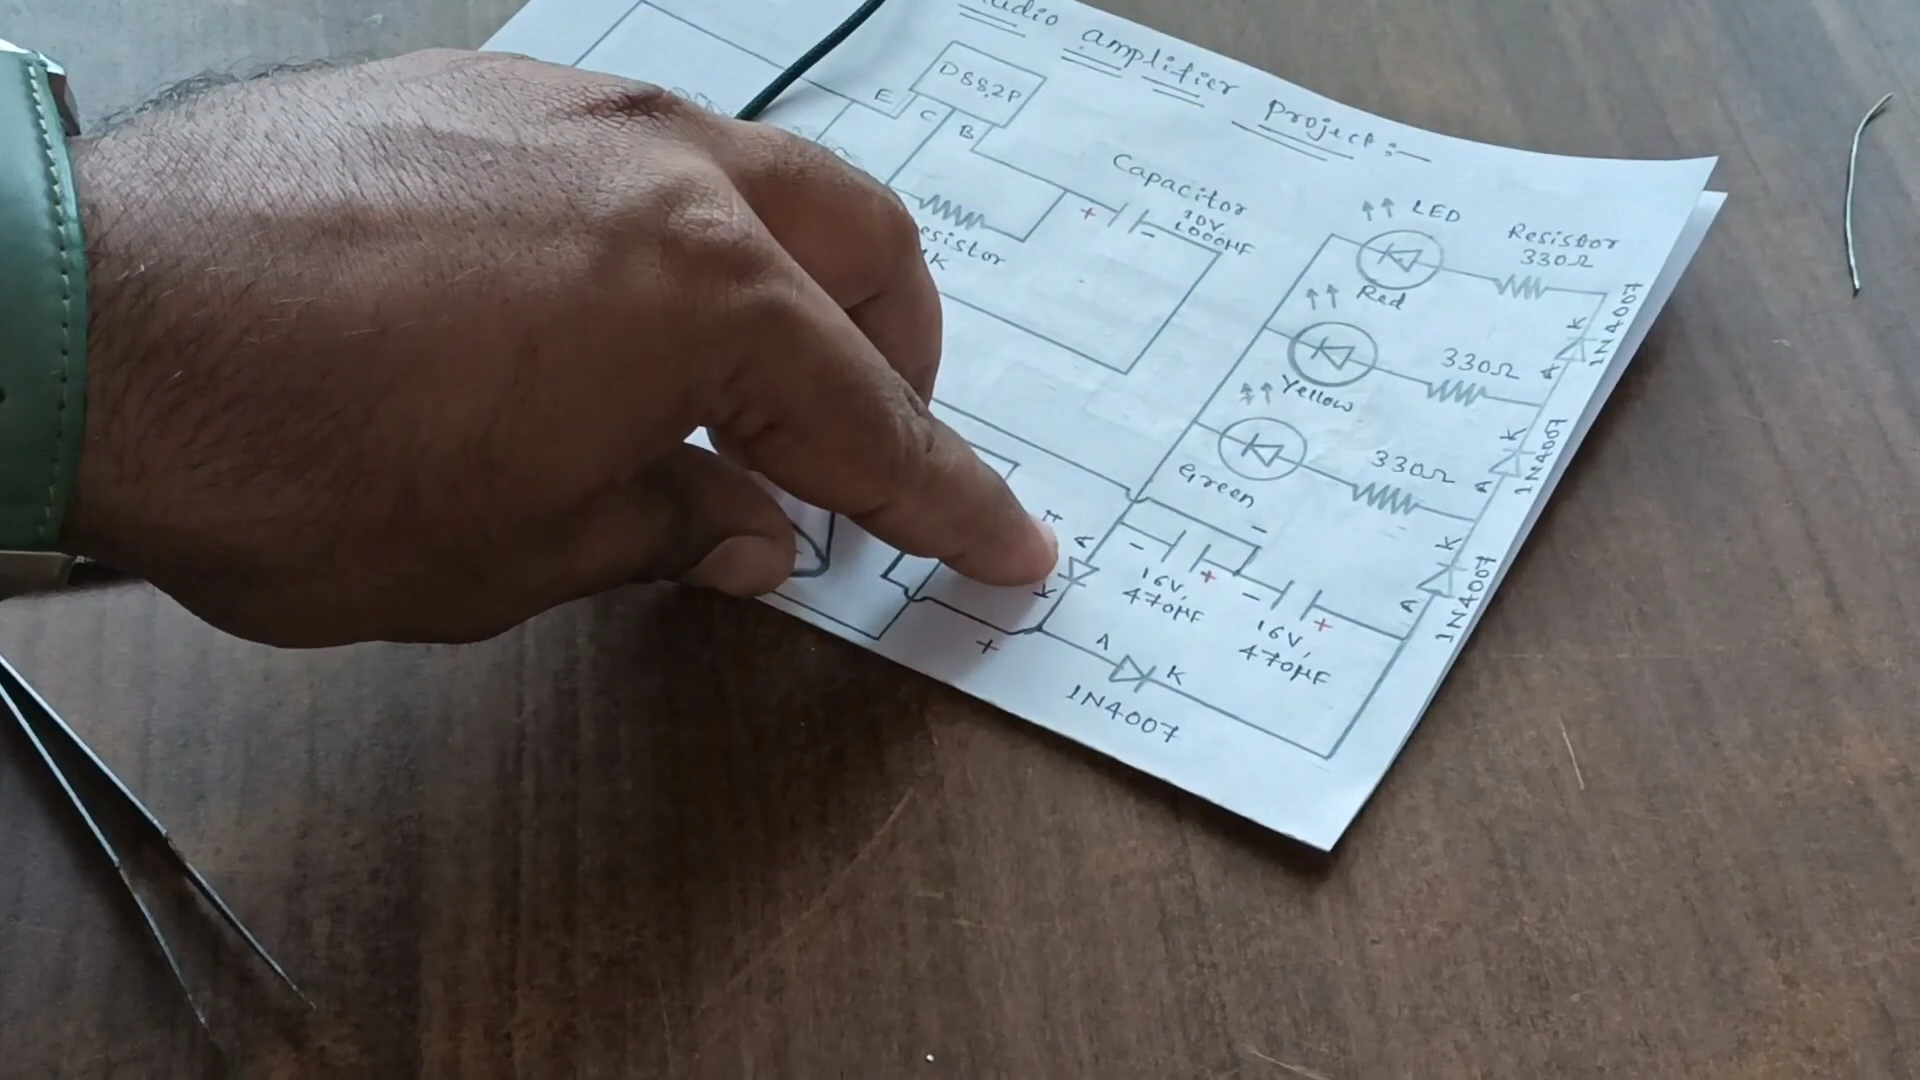 amplifier project :-
D882P
E
C
B
Capacitor
10V
1000µF
+
-
LED
Red
Resistor
330Ω
Yellow
330Ω
Green
330Ω
K
A
1N4007
K
A
1N4007
K
A
1N4007
A
K
-
+
16V,
470µF
-
-
+
16V,
470µF
+
A
K
1N4007